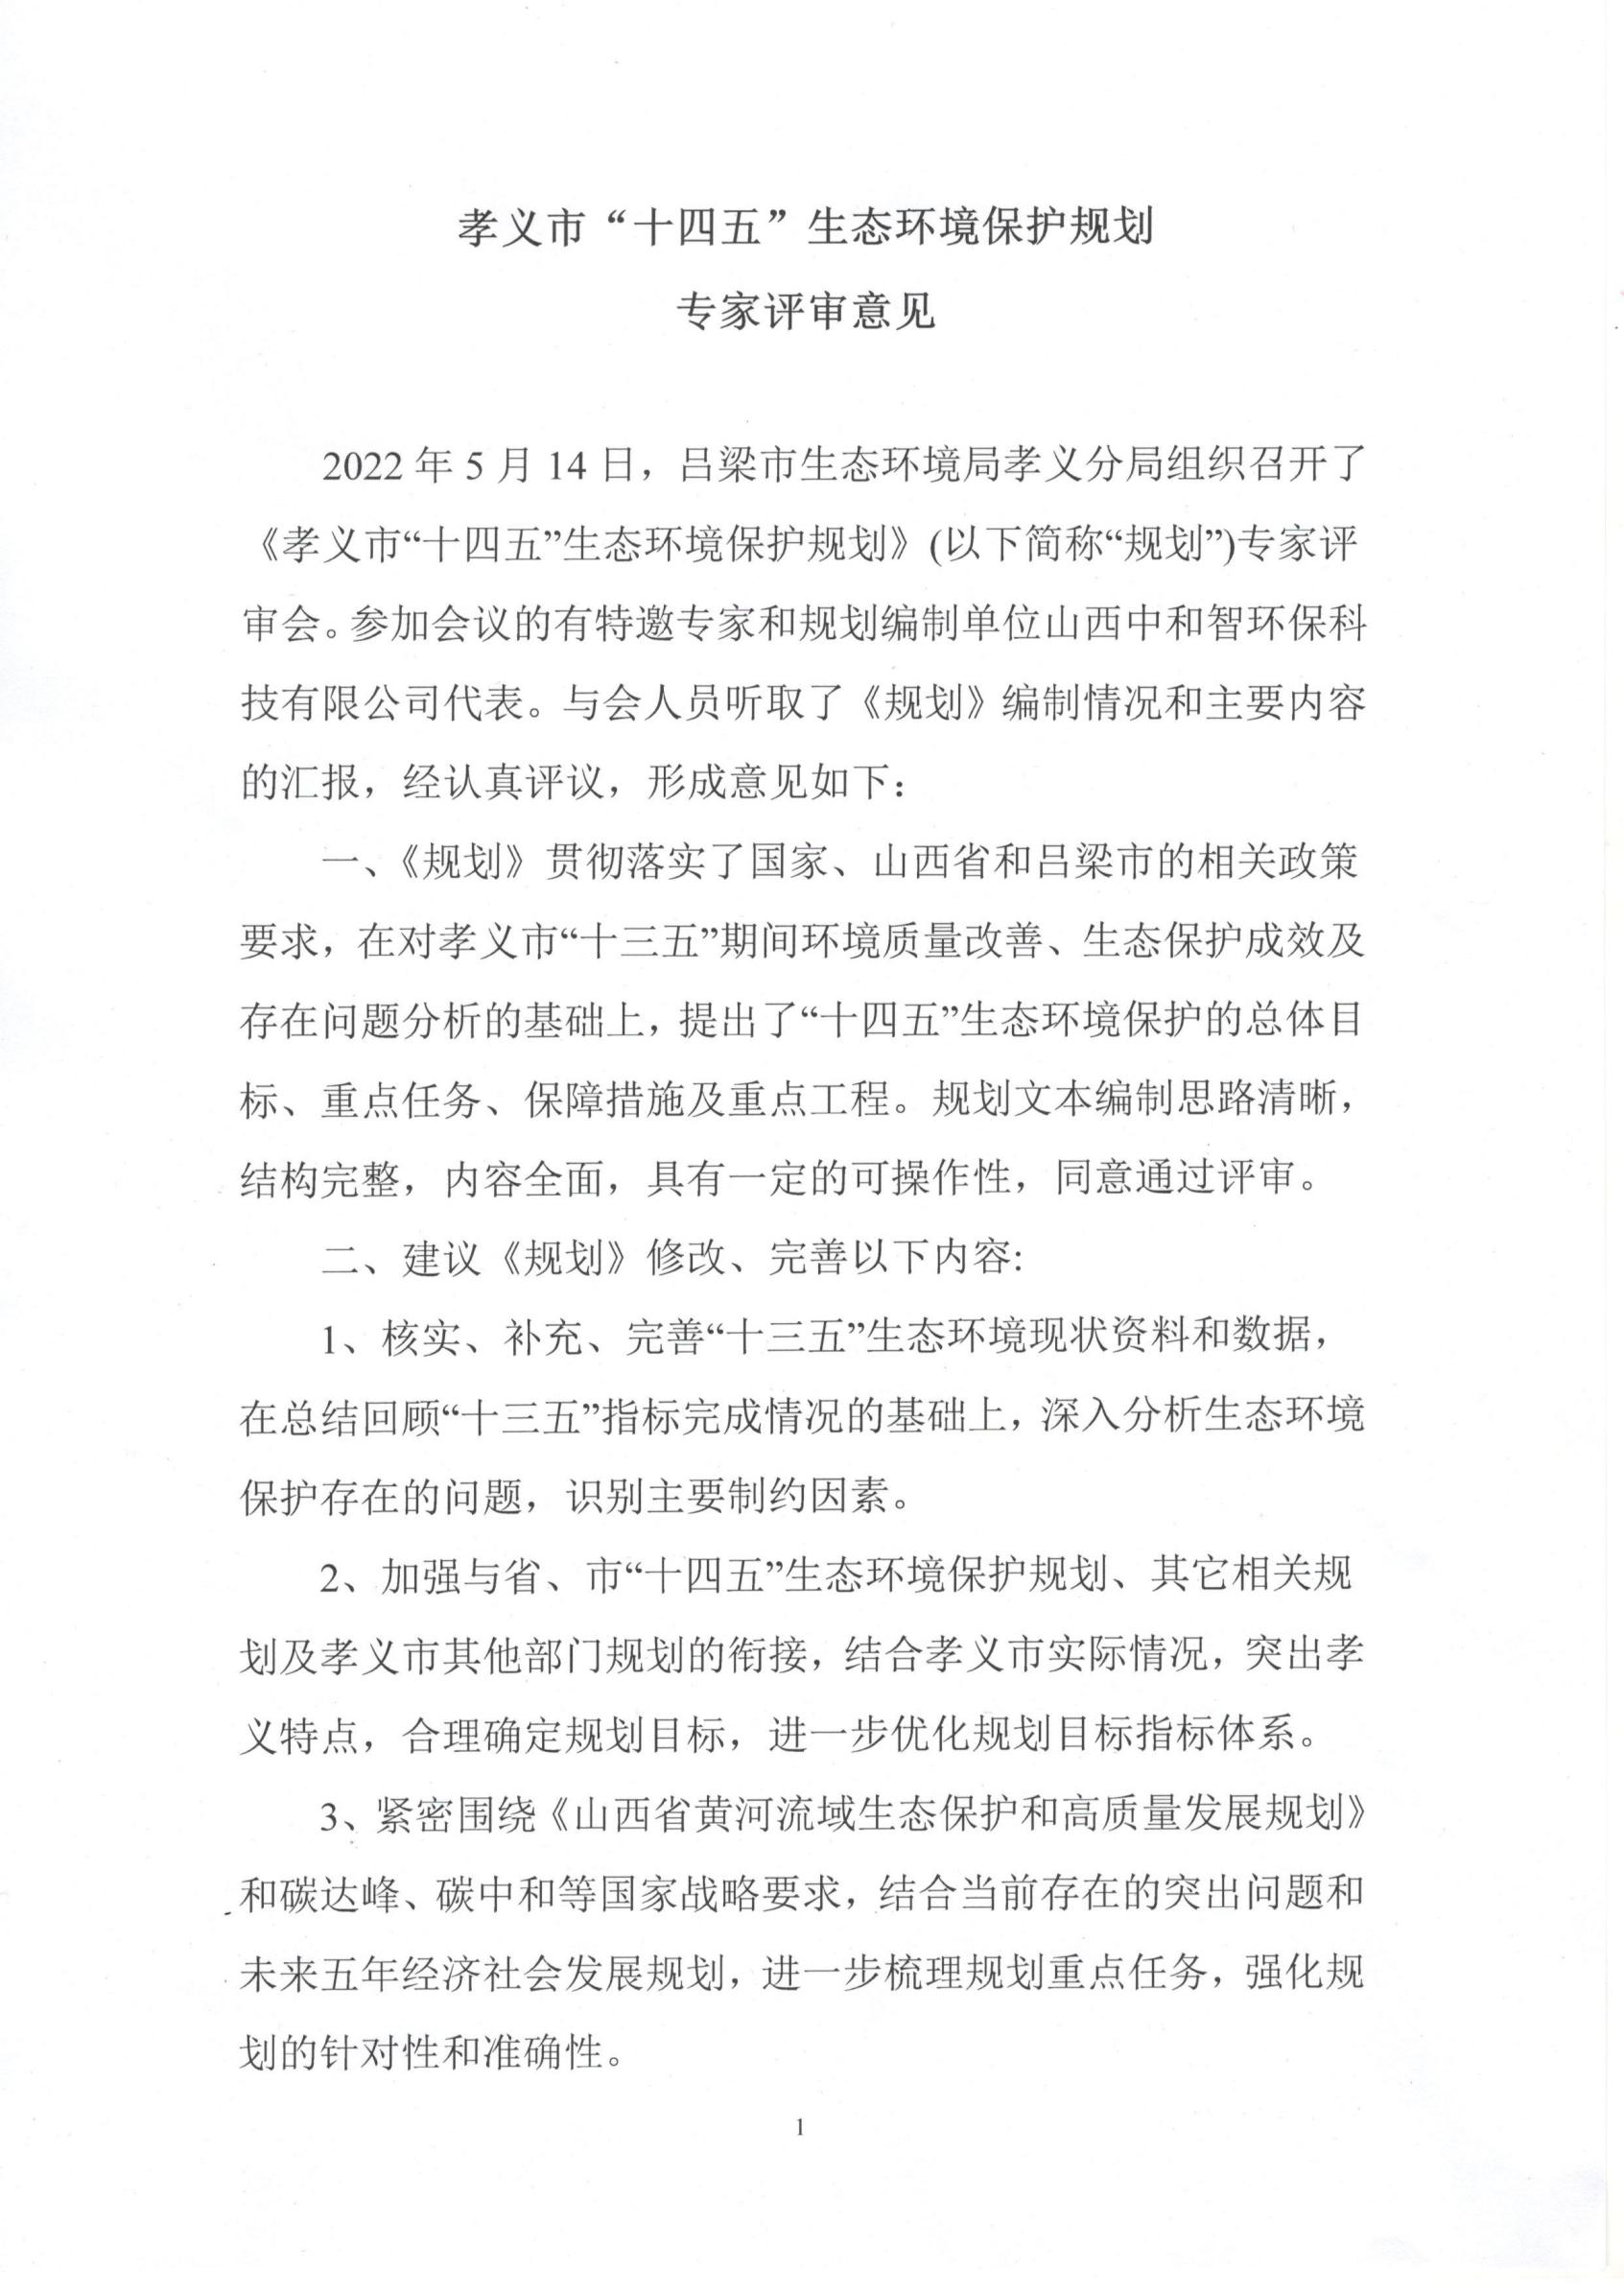 孝义市“十四五”生态环境保护规划
专家评审意见
2022 年 5 月 14 日，吕梁市生态环境局孝义分局组织召开了
《孝义市“十四五”生态环境保护规划》(以下简称“规划”)专家评
审会。参加会议的有特邀专家和规划编制单位山西中和智环保科
技有限公司代表。与会人员听取了《规划》编制情况和主要内容
的汇报，经认真评议，形成意见如下：
一、《规划》贯彻落实了国家、山西省和吕梁市的相关政策
要求，在对孝义市“十三五”期间环境质量改善、生态保护成效及
存在问题分析的基础上，提出了“十四五”生态环境保护的总体目
标、重点任务、保障措施及重点工程。规划文本编制思路清晰，
结构完整，内容全面，具有一定的可操作性，同意通过评审。
二、建议《规划》修改、完善以下内容:
1、核实、补充、完善“十三五”生态环境现状资料和数据，
在总结回顾“十三五”指标完成情况的基础上，深入分析生态环境
保护存在的问题，识别主要制约因素。
2、加强与省、市“十四五”生态环境保护规划、其它相关规
划及孝义市其他部门规划的衔接，结合孝义市实际情况，突出孝
义特点，合理确定规划目标，进一步优化规划目标指标体系。
3、紧密围绕《山西省黄河流域生态保护和高质量发展规划》
和碳达峰、碳中和等国家战略要求，结合当前存在的突出问题和
未来五年经济社会发展规划，进一步梳理规划重点任务，强化规
划的针对性和准确性。
1